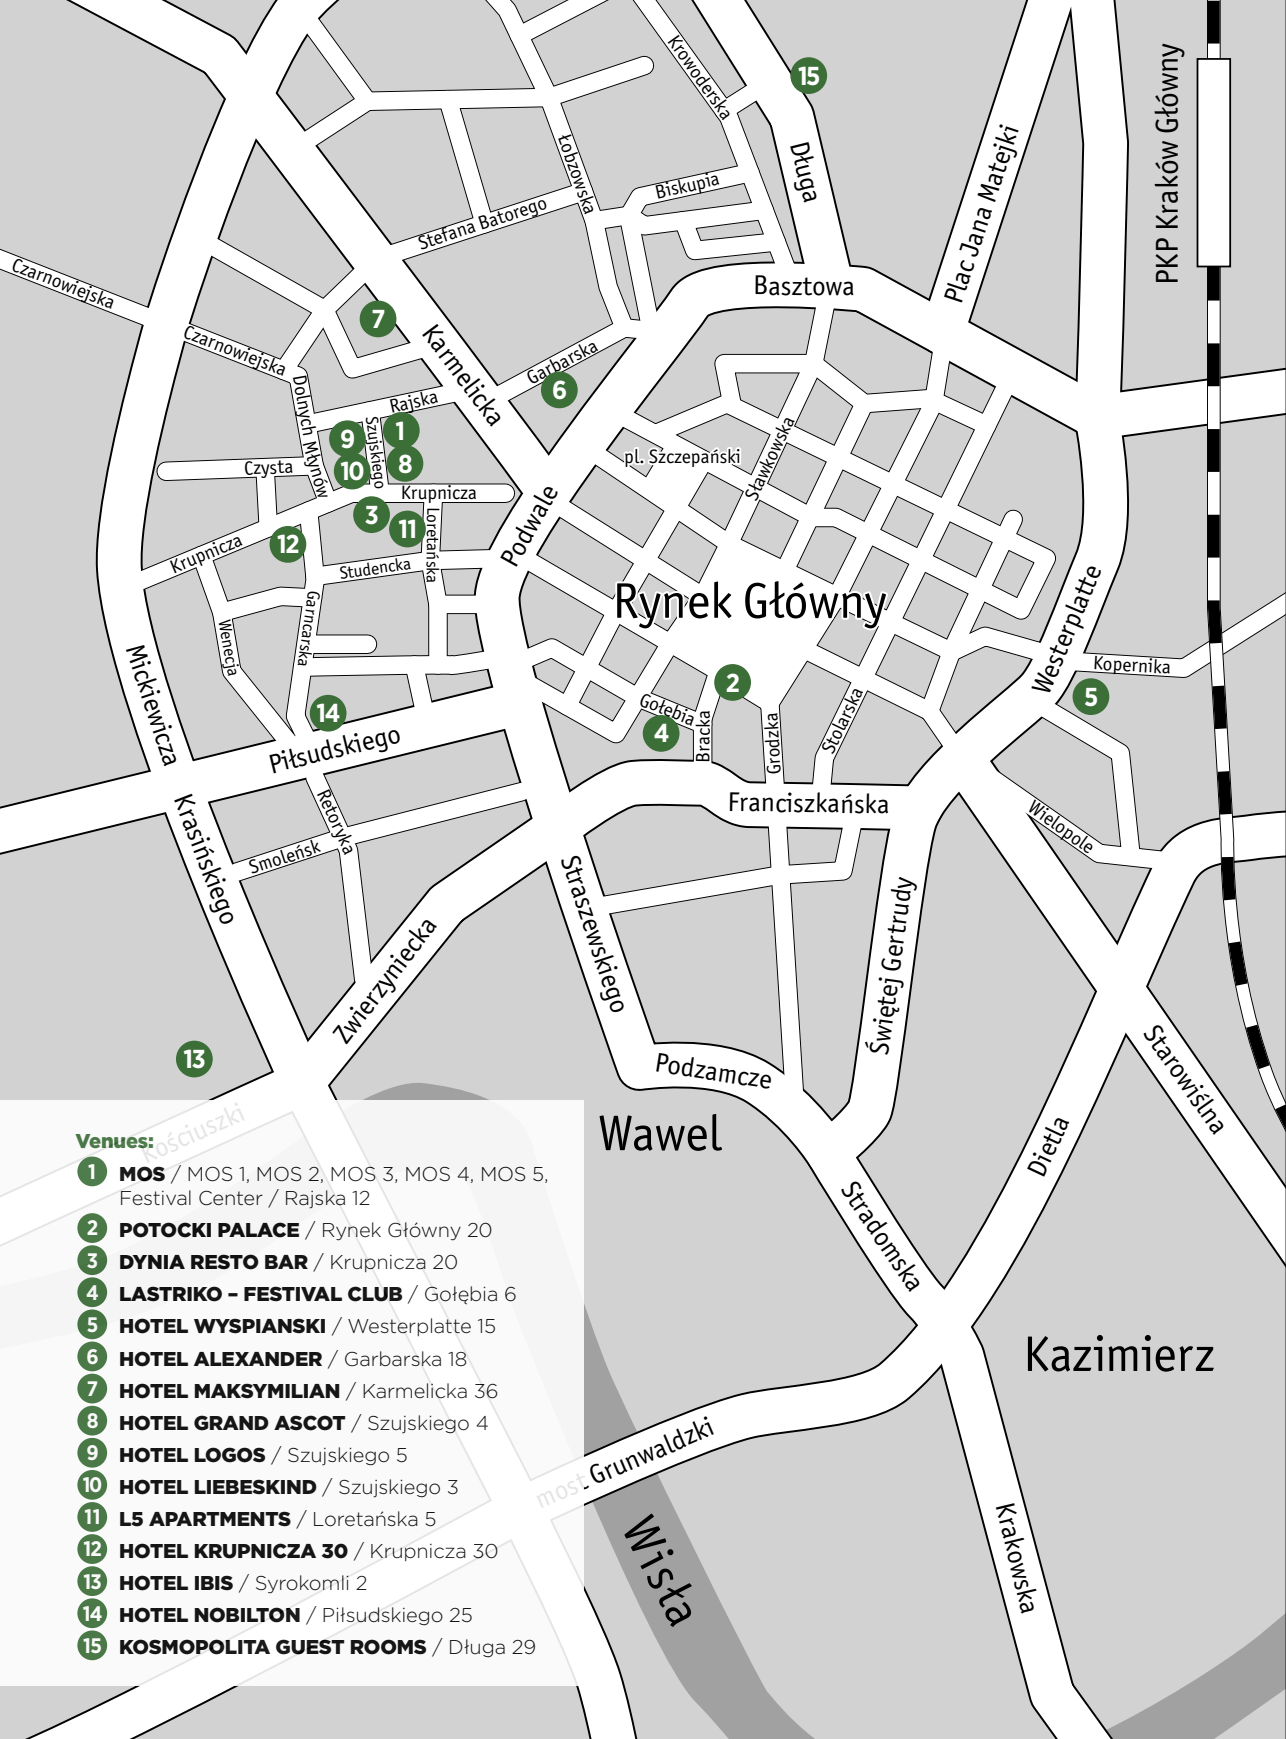 15
Krowoderska
PKP Kraków Główny
Łobzowska
Długa
Plac Jana Matejki
Biskupia
Stefana Batorego
Czarnowiejska
Basztowa
7
Karmelicka
Czarnowiejska
Garbarska
6
Dolnych Młynów
Rajska
Szujskiego
9
1
10
8
Sławkowska
pl. Szczepański
Czysta
Krupnicza
3
11
Loretańska
Podwale
12
Krupnicza
Studencka
Rynek Główny
Westerplatte
Garncarska
Wenecja
Mickiewicza
Kopernika
2
5
14
Gołębia
4
Bracka
Grodzka
Stolarska
Piłsudskiego
Franciszkańska
Retoryka
Krasińskiego
Smoleńsk
Wielopole
Straszewskiego
Świętej Gertrudy
Zwierzyniecka
13
Podzamcze
Starowiślna
Wawel
Dietla
Kościuszki
Stradomska
Kazimierz
most Grunwaldzki
Wisła
Krakowska
Venues:
1 MOS / MOS 1, MOS 2, MOS 3, MOS 4, MOS 5,
Festival Center / Rajska 12
2 POTOCKI PALACE / Rynek Główny 20
3 DYNIA RESTO BAR / Krupnicza 20
4 LASTRIKO – FESTIVAL CLUB / Gołębia 6
5 HOTEL WYSPIANSKI / Westerplatte 15
6 HOTEL ALEXANDER / Garbarska 18
7 HOTEL MAKSYMILIAN / Karmelicka 36
8 HOTEL GRAND ASCOT / Szujskiego 4
9 HOTEL LOGOS / Szujskiego 5
10 HOTEL LIEBESKIND / Szujskiego 3
11 L5 APARTMENTS / Loretańska 5
12 HOTEL KRUPNICZA 30 / Krupnicza 30
13 HOTEL IBIS / Syrokomli 2
14 HOTEL NOBILTON / Piłsudskiego 25
15 KOSMOPOLITA GUEST ROOMS / Długa 29